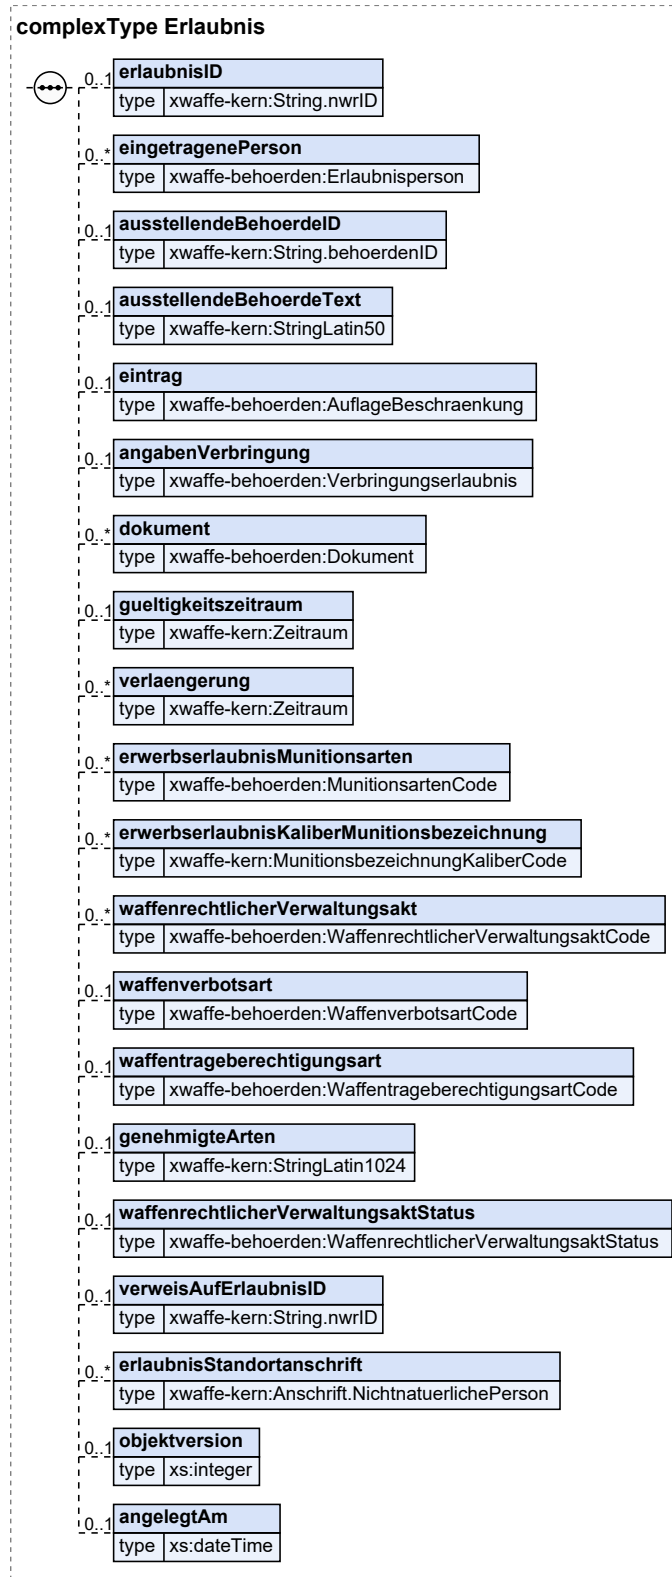 complexType Erlaubnis
0..1 erlaubnisID
type xwaffe-kern:String.nwrID
0..* eingetragenePerson
type xwaffe-behoerden:Erlaubnisperson
0..1 ausstellendeBehoerdeID
type xwaffe-kern:String.behoerdenID
0..1 ausstellendeBehoerdeText
type xwaffe-kern:StringLatin50
0..1 eintrag
type xwaffe-behoerden:AuflageBeschraenkung
0..1 angabenVerbringung
type xwaffe-behoerden:Verbringungserlaubnis
0..* dokument
type xwaffe-behoerden:Dokument
0..1 gueltigkeitszeitraum
type xwaffe-kern:Zeitraum
0..* verlaengerung
type xwaffe-kern:Zeitraum
0..* erwerbserlaubnisMunitionsarten
type xwaffe-behoerden:MunitionsartenCode
0..* erwerbserlaubnisKaliberMunitionsbezeichnung
type xwaffe-kern:MunitionsbezeichnungKaliberCode
0..* waffenrechtlicherVerwaltungsakt
type xwaffe-behoerden:WaffenrechtlicherVerwaltungsaktCode
0..1 waffenverbotsart
type xwaffe-behoerden:WaffenverbotsartCode
0..1 waffentrageberechtigungsart
type xwaffe-behoerden:WaffentrageberechtigungsartCode
0..1 genehmigteArten
type xwaffe-kern:StringLatin1024
0..1 waffenrechtlicherVerwaltungsaktStatus
type xwaffe-behoerden:WaffenrechtlicherVerwaltungsaktStatus
0..1 verweisAufErlaubnisID
type xwaffe-kern:String.nwrID
0..* erlaubnisStandortanschrift
type xwaffe-kern:Anschrift.NichtnatuerlichePerson
0..1 objektversion
type xs:integer
0..1 angelegtAm
type xs:dateTime